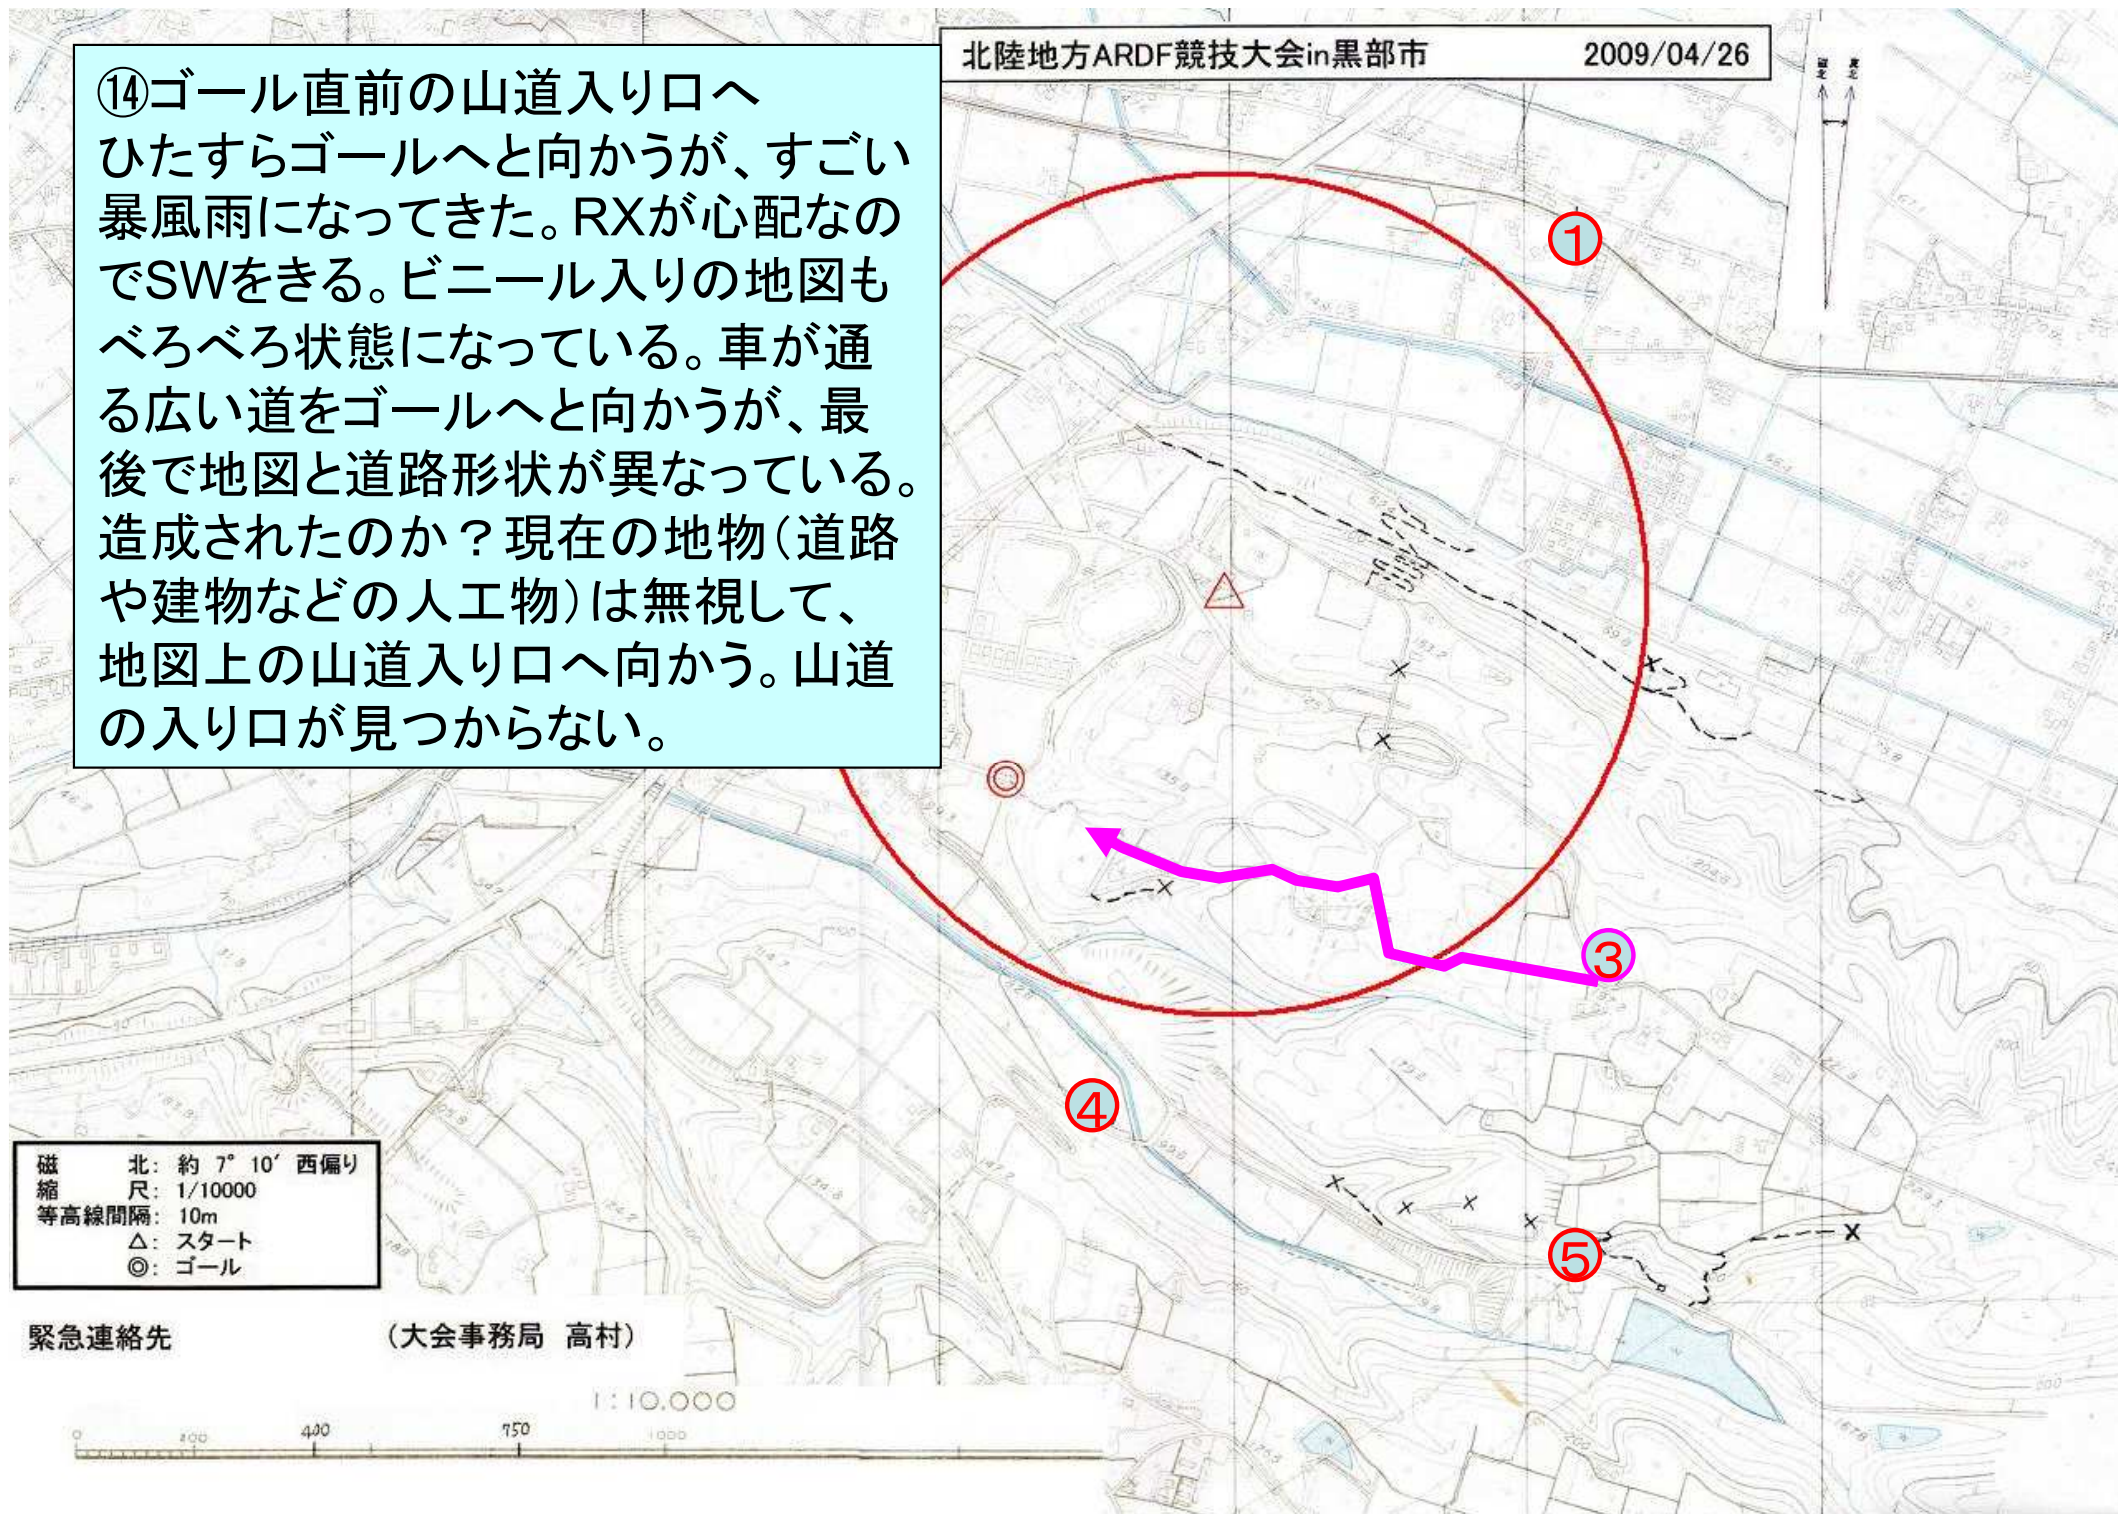 北陸地方ARDF競技大会in黒部市 2009/04/26
⑭ゴール直前の山道入り口へ
ひたすらゴールへと向かうが、すごい
暴風雨になってきた。RXが心配なの
でSWをきる。ビニール入りの地図も
べろべろ状態になっている。車が通
る広い道をゴールへと向かうが、最
後で地図と道路形状が異なっている。
造成されたのか？現在の地物（道路
や建物などの人工物）は無視して、
地図上の山道入り口へ向かう。山道
の入り口が見つからない。
磁北 真北
①
③
④
⑤
磁 北: 約 7° 10′ 西偏り
縮 尺: 1/10000
等高線間隔: 10m
△: スタート
◎: ゴール
緊急連絡先 （大会事務局 高村）
1:10,000
0 200 400 750 1000